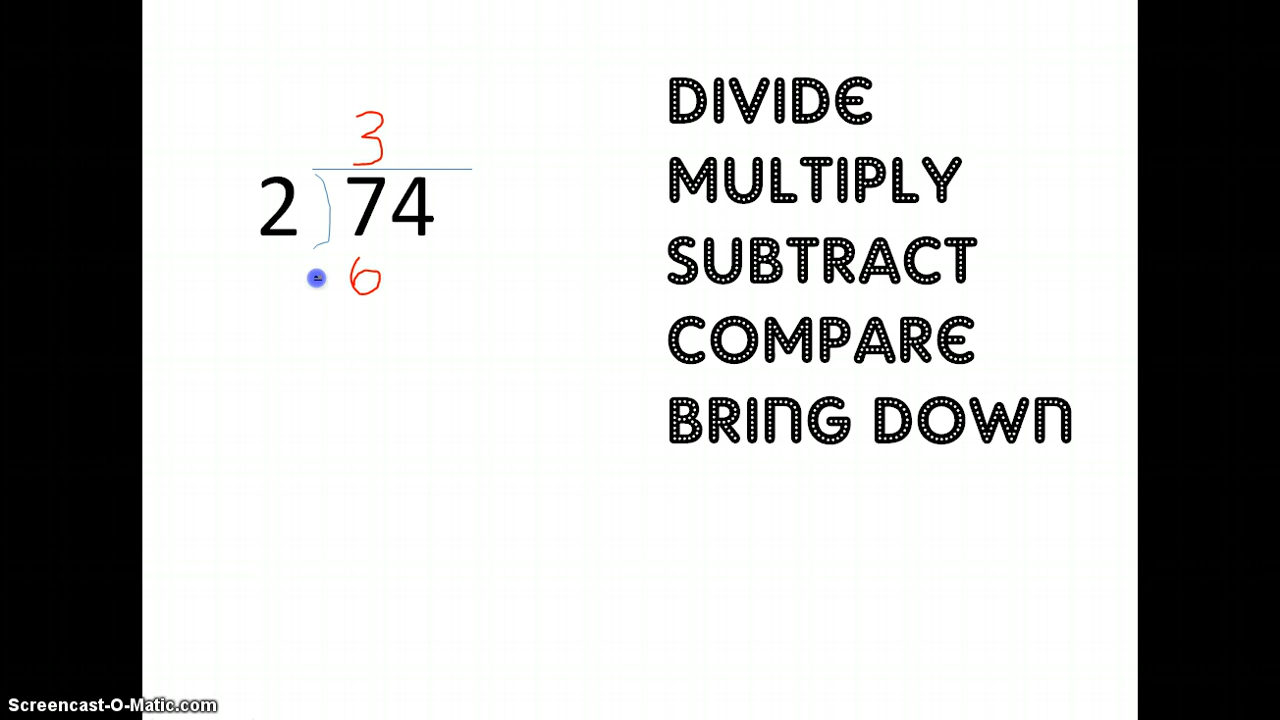 3
2 74
6
DIVIDE
MULTIPLY
SUBTRACT
COMPARE
BRING DOWN
Screencast-O-Matic.com